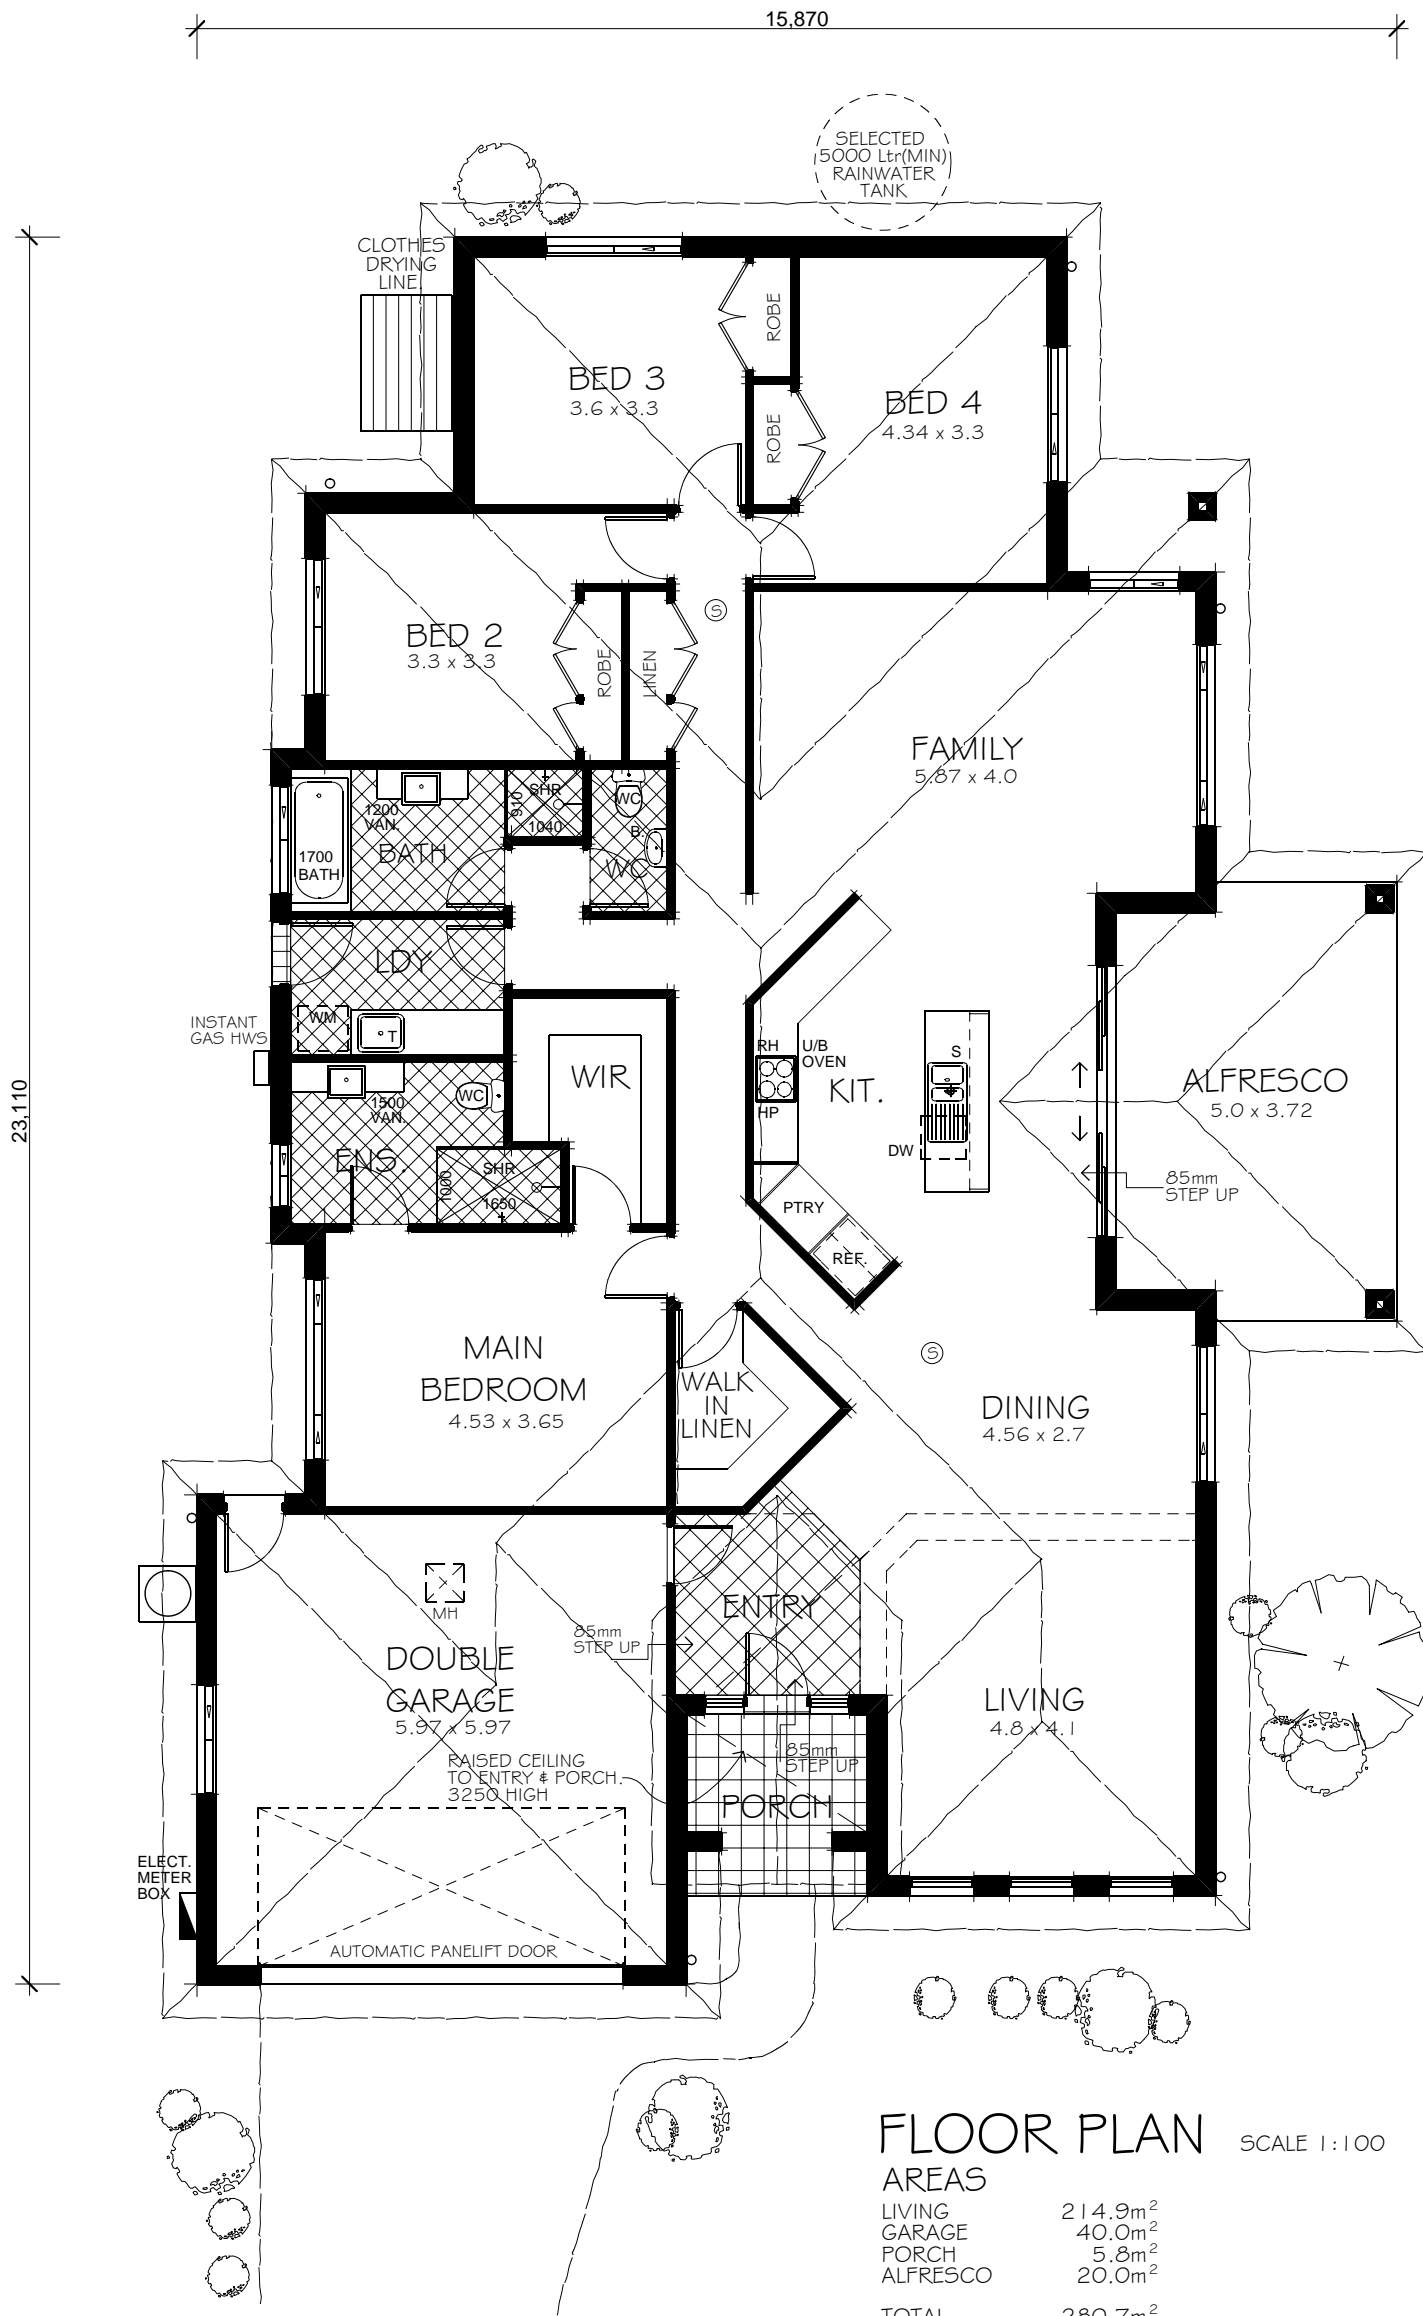 15,870
SELECTED
5000 Ltr(MIN)
RAINWATER
TANK
CLOTHES
DRYING
LINE.
ROBE
BED 3
3.6 x 3.3
BED 4
4.34 x 3.3
ROBE
S
BED 2
3.3 x 3.3
ROBE
LINEN
FAMILY
5.87 x 4.0
SHR
910
1040
WC
B.
WC
1200
VAN.
BATH
1700
BATH
LDY
WM
T
INSTANT
GAS HWS
RH
U/B
OVEN
HP
KIT.
S
DW
WIR
ALFRESCO
5.0 x 3.72
23,110
1500
VAN.
WC
ENS.
SHR
1000
1650
85mm
STEP UP
PTRY
REF.
MAIN
BEDROOM
4.53 x 3.65
S
WALK
IN
LINEN
DINING
4.56 x 2.7
MH
ENTRY
85mm
STEP UP
DOUBLE
GARAGE
5.97 x 5.97
LIVING
4.8 x 4.1
85mm
STEP UP
RAISED CEILING
TO ENTRY & PORCH.
3250 HIGH
PORCH
ELECT.
METER
BOX
AUTOMATIC PANELIFT DOOR
FLOOR PLAN SCALE 1:100
AREAS
LIVING 214.9m²
GARAGE 40.0m²
PORCH 5.8m²
ALFRESCO 20.0m²
TOTAL 280.7m²